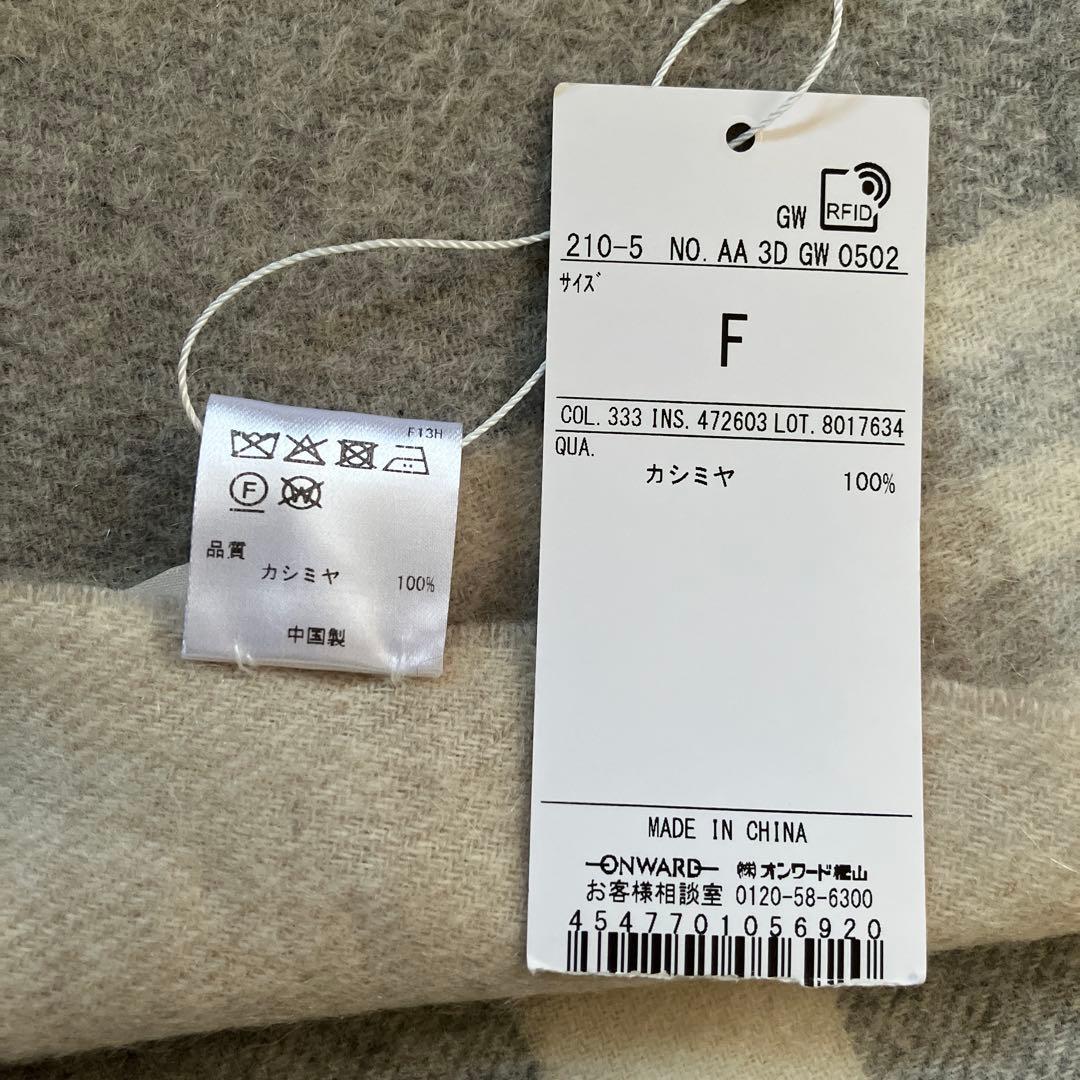 F13H
F
W
品質
カシミヤ 100%
中国製
GW RFID
210-5 NO. AA 3D GW 0502
サイズ
F
COL. 333 INS. 472603 LOT. 8017634
QUA.
カシミヤ 100%
MADE IN CHINA
ONWARD ㈱オンワード樫山
お客様相談室 0120-58-6300
4547701056920